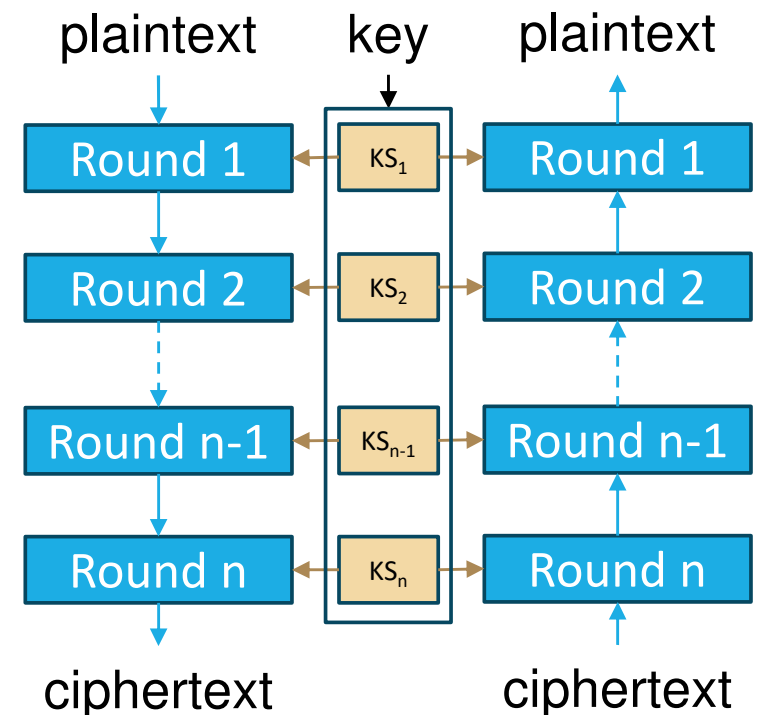 plaintext key plaintext
Round 1 KS₁ Round 1
Round 2 KS₂ Round 2
Round n-1 KSₙ₋₁ Round n-1
Round n KSₙ Round n
ciphertext ciphertext